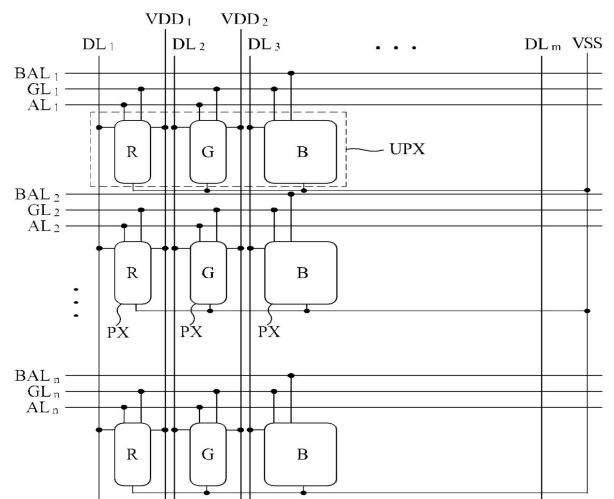 VDD1 VDD2
DL1 DL2 DL3 . . . DLm VSS
BAL1
GL1
AL1
R G B UPX
BAL2
GL2
AL2
R G B
PX PX PX
BALn
GLn
ALn
R G B